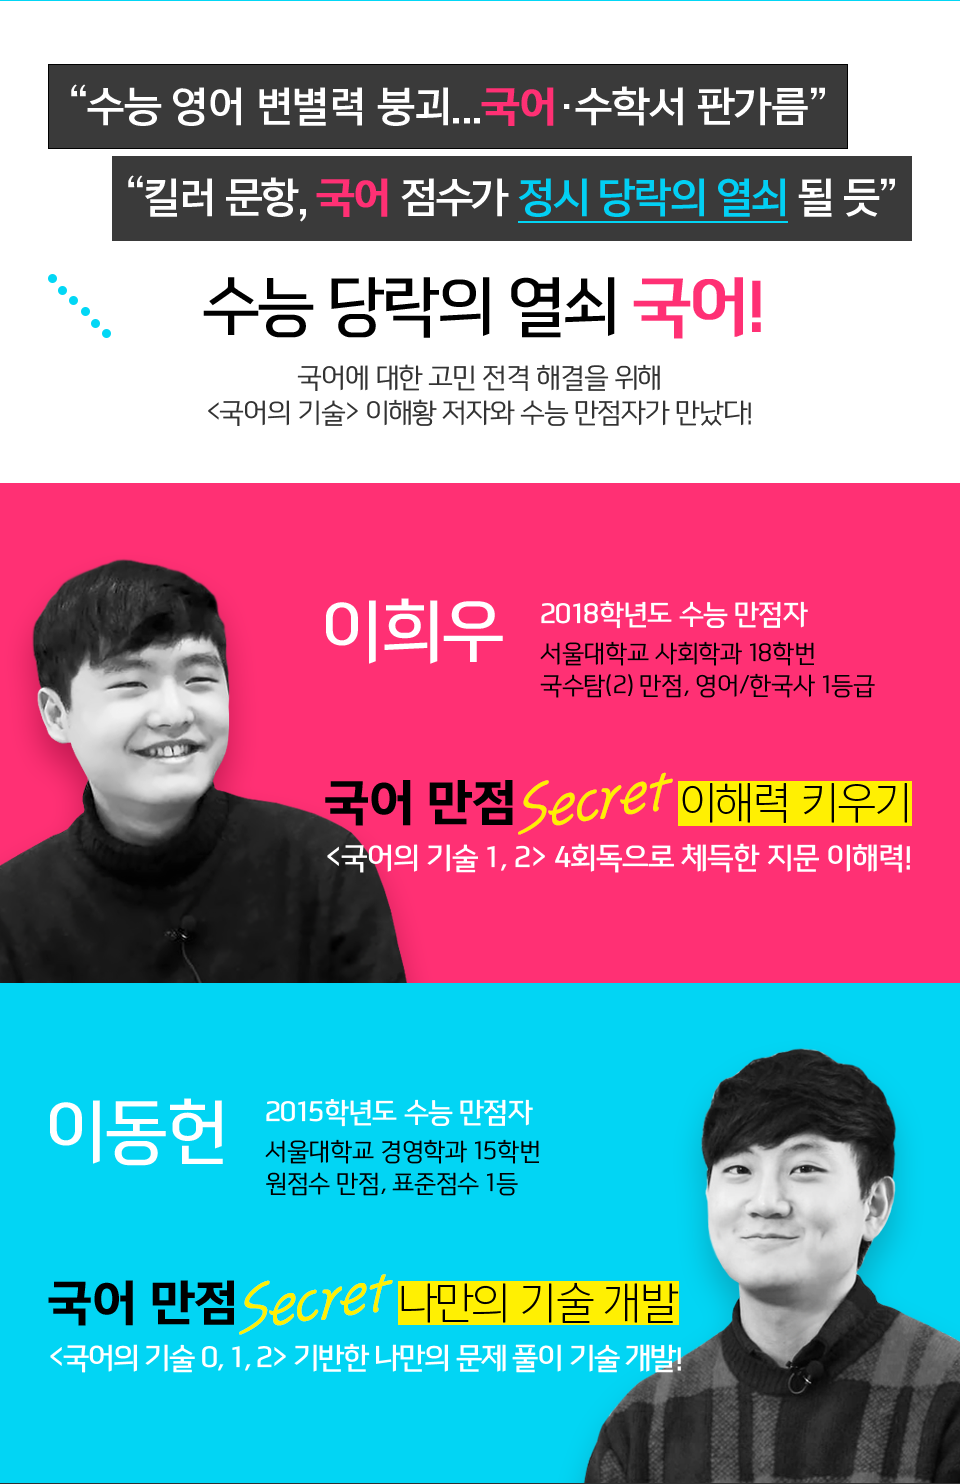 “수능 영어 변별력 붕괴...국어·수학서 판가름”
“킬러 문항, 국어 점수가 정시 당락의 열쇠 될 듯”
수능 당락의 열쇠 국어!
국어에 대한 고민 전격 해결을 위해
<국어의 기술> 이해황 저자와 수능 만점자가 만났다!
이희우
2018학년도 수능 만점자
서울대학교 사회학과 18학번
국수탐(2) 만점, 영어/한국사 1등급
국어 만점 Secret 이해력 키우기
<국어의 기술 1, 2> 4회독으로 체득한 지문 이해력!
이동헌
2015학년도 수능 만점자
서울대학교 경영학과 15학번
원점수 만점, 표준점수 1등
국어 만점 Secret 나만의 기술 개발
<국어의 기술 0, 1, 2> 기반한 나만의 문제 풀이 기술 개발!